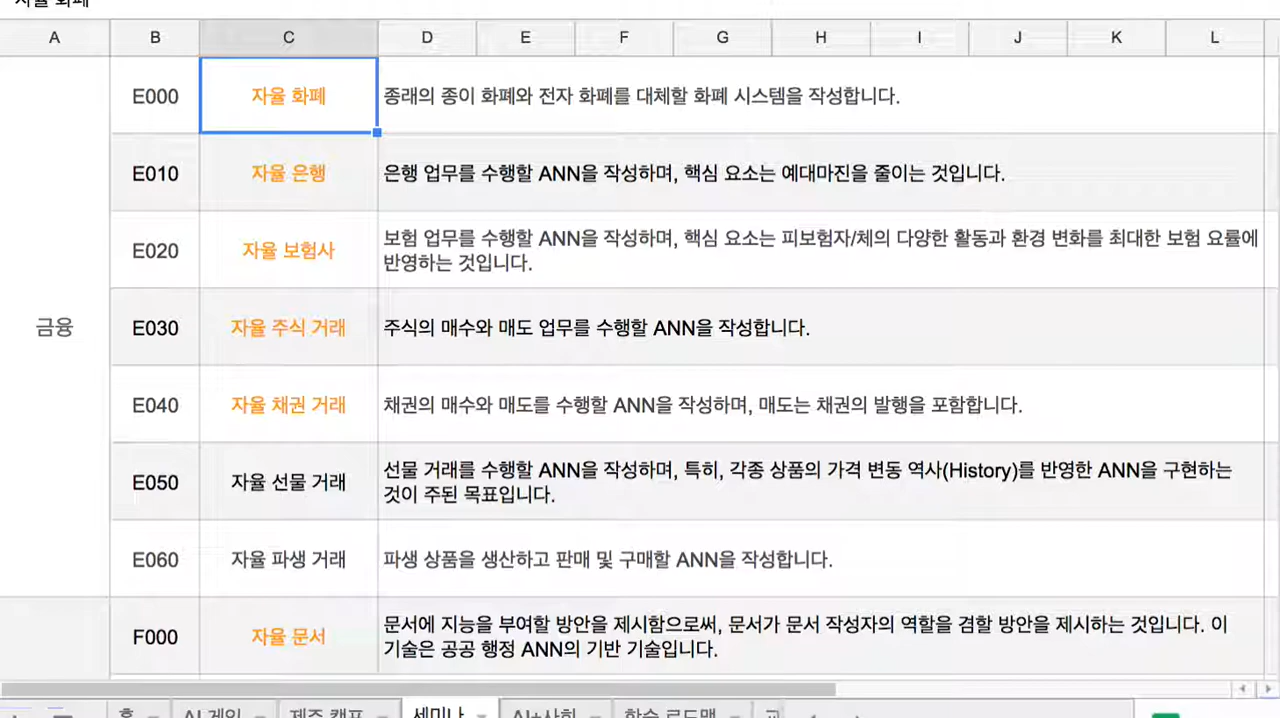 자율 화폐
A B C D E F G H I J K L
E000 자율 화폐 종래의 종이 화폐와 전자 화폐를 대체할 화폐 시스템을 작성합니다.
E010 자율 은행 은행 업무를 수행할 ANN을 작성하며, 핵심 요소는 예대마진을 줄이는 것입니다.
E020 자율 보험사 보험 업무를 수행할 ANN을 작성하며, 핵심 요소는 피보험자/체의 다양한 활동과 환경 변화를 최대한 보험 요률에
반영하는 것입니다.
금융 E030 자율 주식 거래 주식의 매수와 매도 업무를 수행할 ANN을 작성합니다.
E040 자율 채권 거래 채권의 매수와 매도를 수행할 ANN을 작성하며, 매도는 채권의 발행을 포함합니다.
E050 자율 선물 거래 선물 거래를 수행할 ANN을 작성하며, 특히, 각종 상품의 가격 변동 역사(History)를 반영한 ANN을 구현하는
것이 주된 목표입니다.
E060 자율 파생 거래 파생 상품을 생산하고 판매 및 구매할 ANN을 작성합니다.
F000 자율 문서 문서에 지능을 부여할 방안을 제시함으로써, 문서가 문서 작성자의 역할을 겸할 방안을 제시하는 것입니다. 이
기술은 공공 행정 ANN의 기반 기술입니다.
홈 AI 게임 제주 캠프 세미나 AI+사회 학습 로드맵